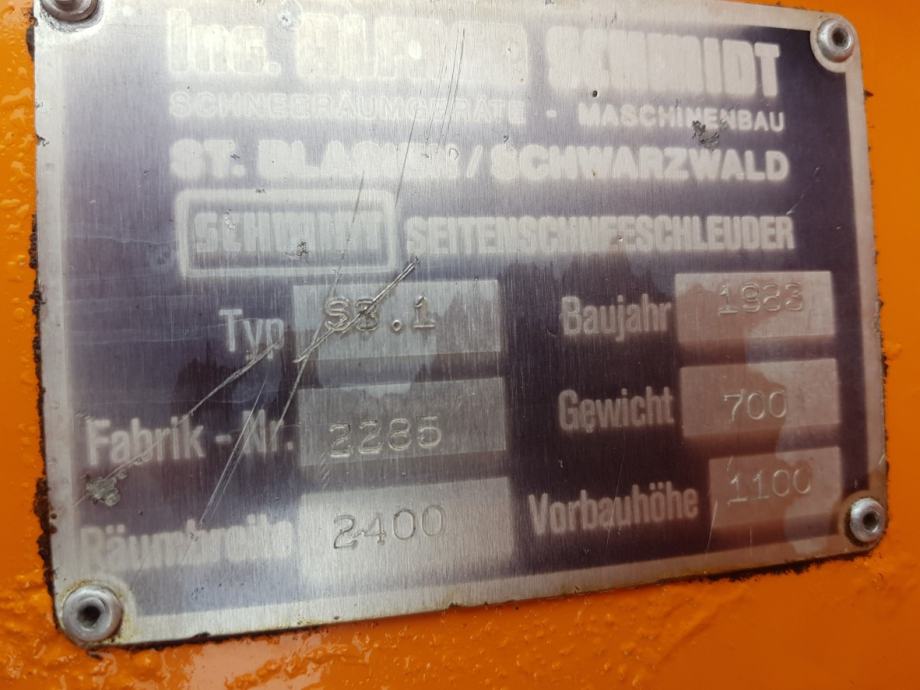 Ing. ALFRED SCHMIDT
SCHNEERÄUMGERÄTE - MASCHINENBAU
ST. BLASIEN / SCHWARZWALD
SCHMIDT SEITENSCHNEESCHLEUDER
Typ S3.1 Baujahr 1983
Fabrik - Nr. 2285 Gewicht 700
Räumbreite 2400 Vorbauhöhe 1100